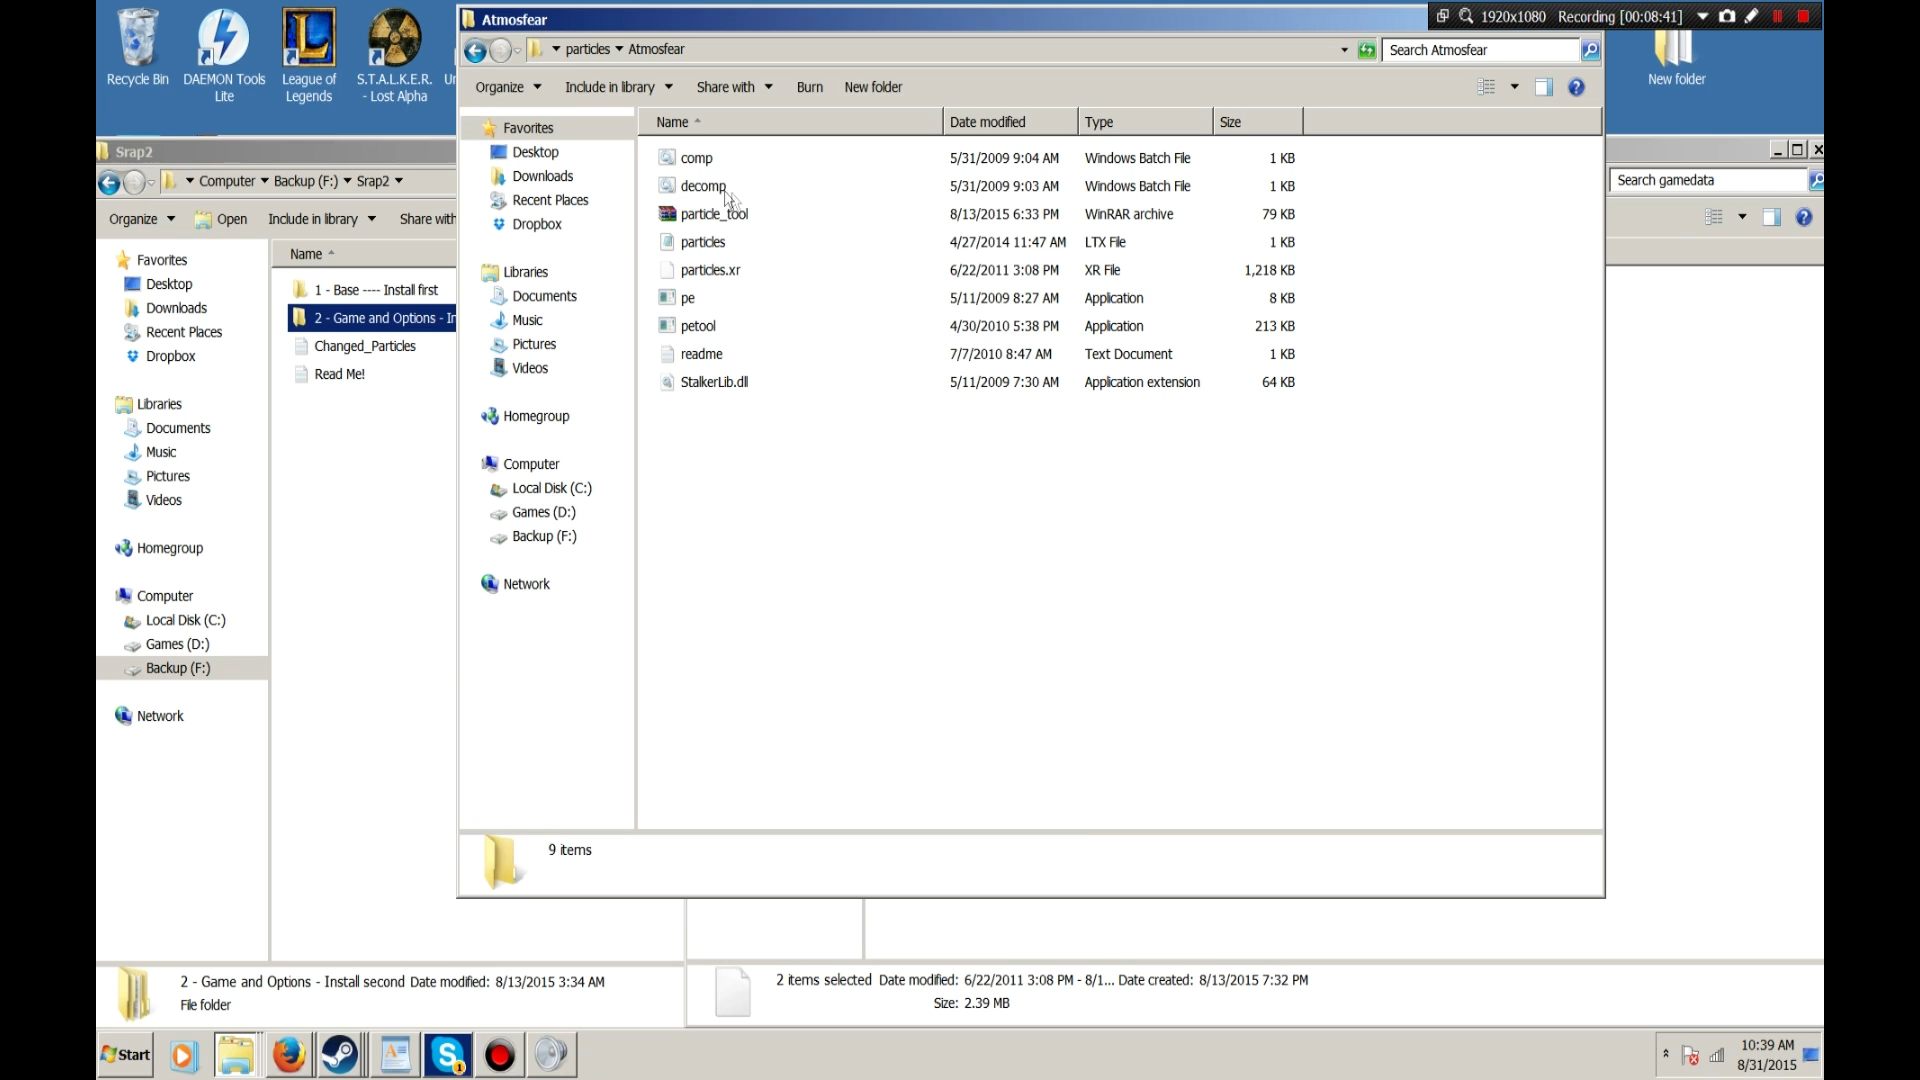 Recycle Bin
DAEMON Tools
Lite
League of
Legends
S.T.A.L.K.E.R.
- Lost Alpha
Atmosfear
1920x1080 Recording [00:08:41]
particles Atmosfear
Search Atmosfear
Organize Include in library Share with Burn New folder
New folder
Name Date modified Type Size
Favorites
Desktop
Downloads
Recent Places
Dropbox
Libraries
Documents
Music
Pictures
Videos
Homegroup
Computer
Local Disk (C:)
Games (D:)
Backup (F:)
Network
comp 5/31/2009 9:04 AM Windows Batch File 1 KB
decomp 5/31/2009 9:03 AM Windows Batch File 1 KB
particle_tool 8/13/2015 6:33 PM WinRAR archive 79 KB
particles 4/27/2014 11:47 AM LTX File 1 KB
particles.xr 6/22/2011 3:08 PM XR File 1,218 KB
pe 5/11/2009 8:27 AM Application 8 KB
petool 4/30/2010 5:38 PM Application 213 KB
readme 7/7/2010 8:47 AM Text Document 1 KB
StalkerLib.dll 5/11/2009 7:30 AM Application extension 64 KB
9 items
Srap2
Computer Backup (F:) Srap2
Organize Open Include in library Share with
Favorites
Desktop
Downloads
Recent Places
Dropbox
Libraries
Documents
Music
Pictures
Videos
Homegroup
Computer
Local Disk (C:)
Games (D:)
Backup (F:)
Network
Name
1 - Base ---- Install first
2 - Game and Options - In
Changed_Particles
Read Me!
Search gamedata
2 - Game and Options - Install second Date modified: 8/13/2015 3:34 AM
File folder
2 items selected Date modified: 6/22/2011 3:08 PM - 8/1... Date created: 8/13/2015 7:32 PM
Size: 2.39 MB
Start
10:39 AM
8/31/2015